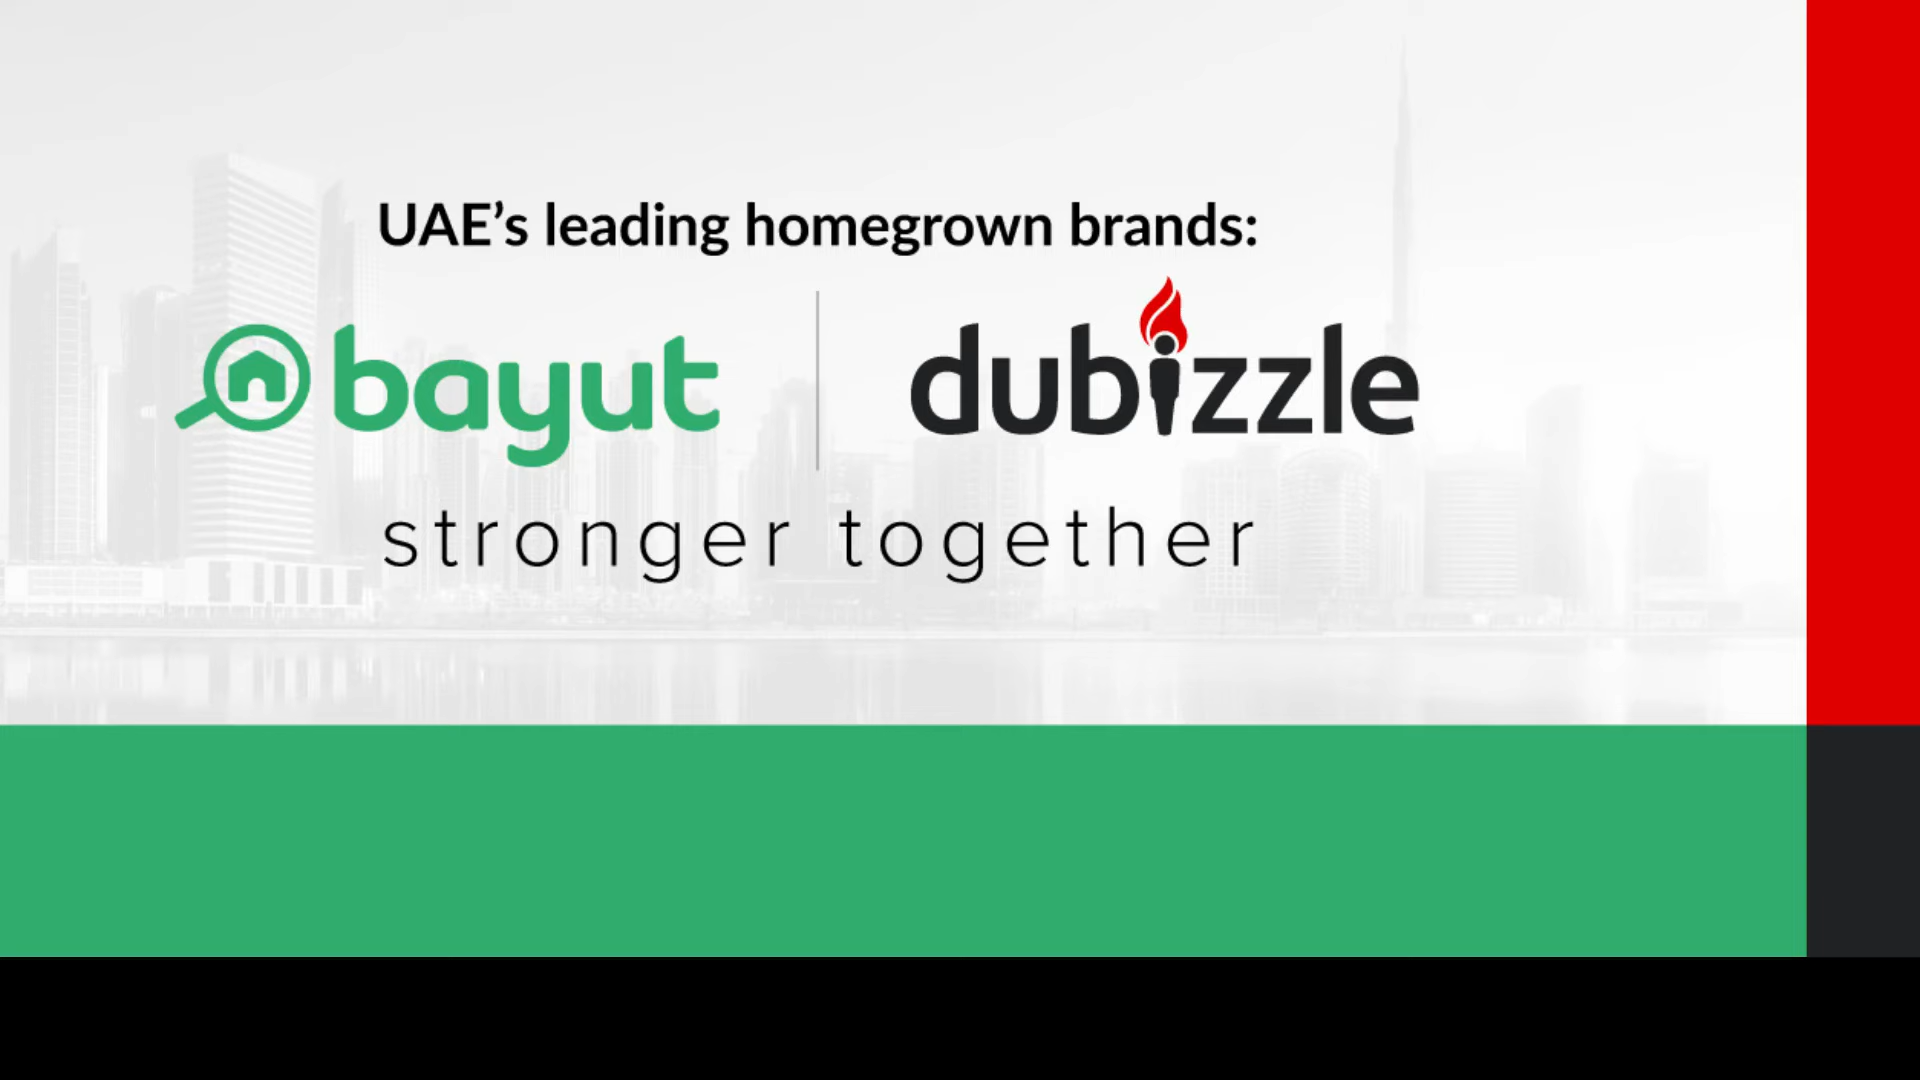 UAE’s leading homegrown brands:
bayut
dubizzle
stronger together